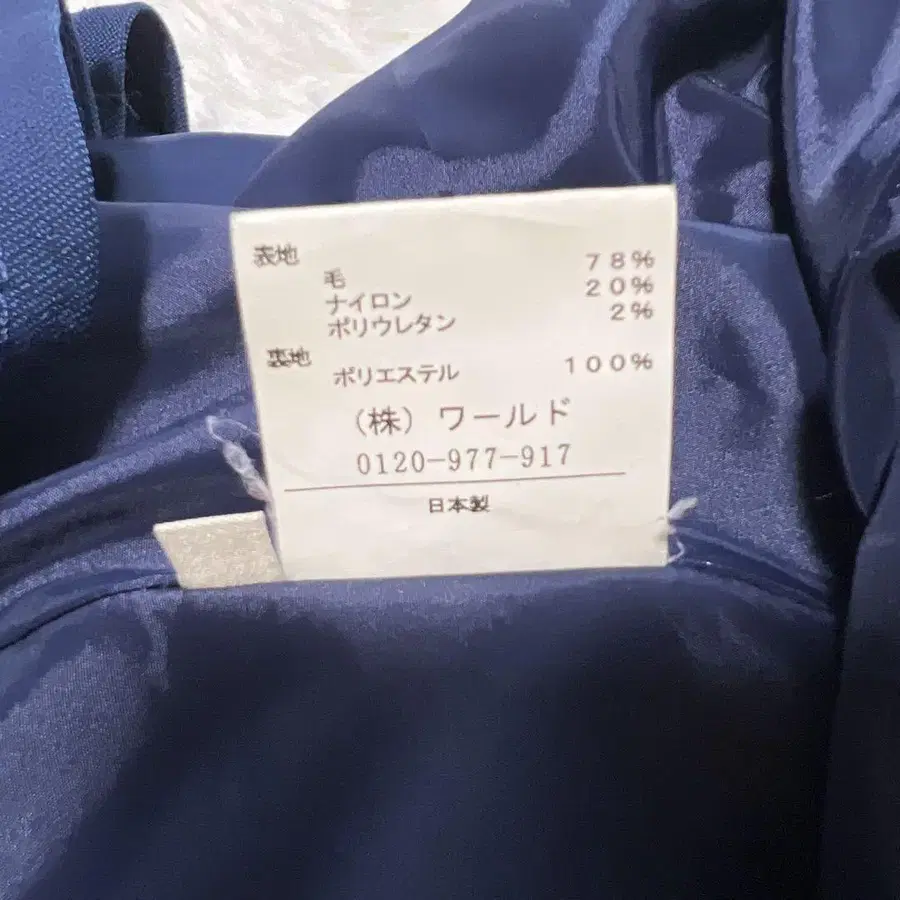 表地
毛 78%
ナイロン 20%
ポリウレタン 2%
裏地
ポリエステル 100%
（株）ワールド
0120-977-917
日本製